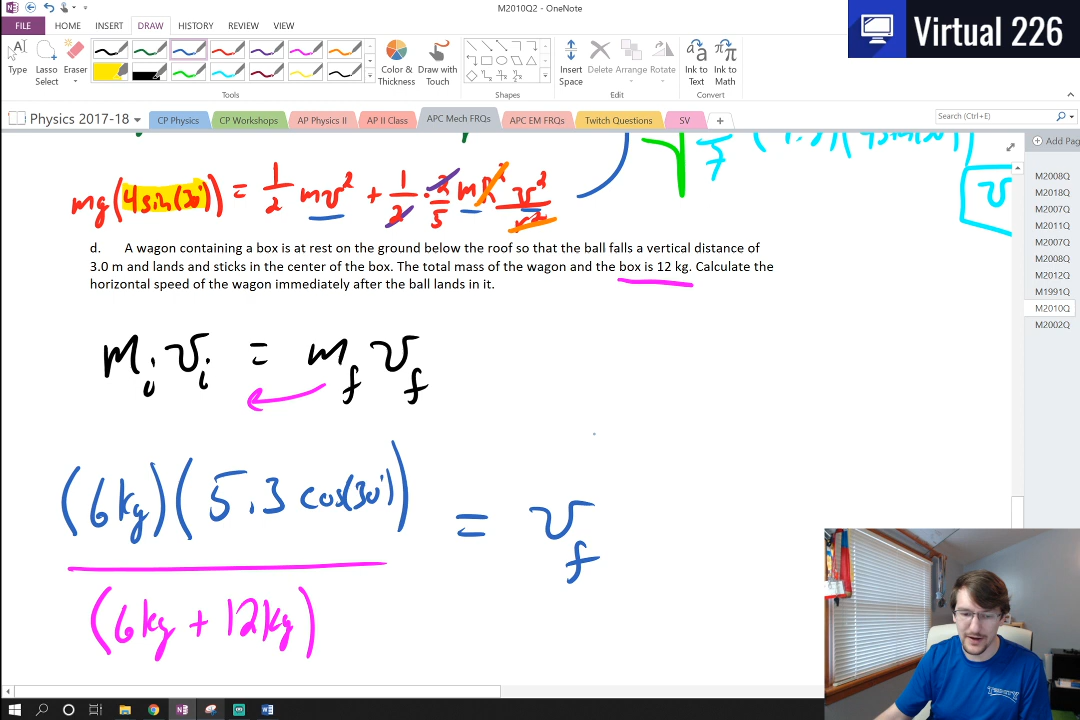 M2010Q2 - OneNote
Virtual 226
FILE HOME INSERT DRAW HISTORY REVIEW VIEW
Type Lasso Select Eraser Color & Thickness Draw with Touch Insert Space Delete Arrange Rotate Ink to Text Ink to Math
Tools Shapes Edit Convert
Physics 2017-18 CP Physics CP Workshops AP Physics II AP II Class APC Mech FRQs APC EM FRQs Twitch Questions SV + Search (Ctrl+E)
Add Pag
M2008Q
M2018Q
M2007Q
M2011Q
M2007Q
M2008Q
M2012Q
M1991Q
M2010Q
M2002Q
7
v
mg(4sin(30°)) = 1/2 mv² + 1/2 · 2/5 mR² v²/r²
d. A wagon containing a box is at rest on the ground below the roof so that the ball falls a vertical distance of
3.0 m and lands and sticks in the center of the box. The total mass of the wagon and the box is 12 kg. Calculate the
horizontal speed of the wagon immediately after the ball lands in it.
m_i v_i = m_f v_f
(6kg)(5.3 cos(30°)) = v_f
(6kg + 12kg)